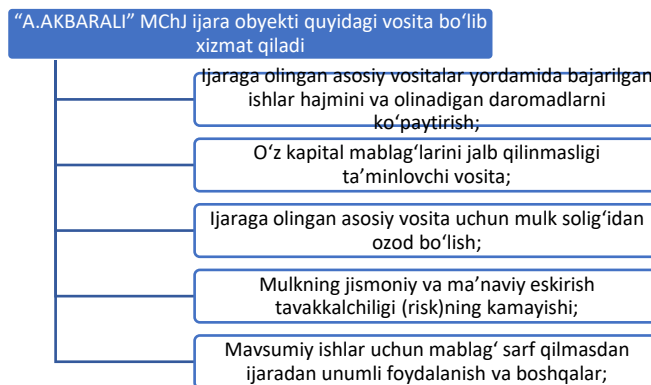 “A.AKBARALI” MChJ ijara obyekti quyidagi vosita bo‘lib
xizmat qiladi
Ijaraga olingan asosiy vositalar yordamida bajarilgan
ishlar hajmini va olinadigan daromadlarni
ko‘paytirish;
O‘z kapital mablag‘larini jalb qilinmasligi
ta’minlovchi vosita;
Ijaraga olingan asosiy vosita uchun mulk solig‘idan
ozod bo‘lish;
Mulkning jismoniy va ma’naviy eskirish
tavakkalchiligi (risk)ning kamayishi;
Mavsumiy ishlar uchun mablag‘ sarf qilmasdan
ijaradan unumli foydalanish va boshqalar;